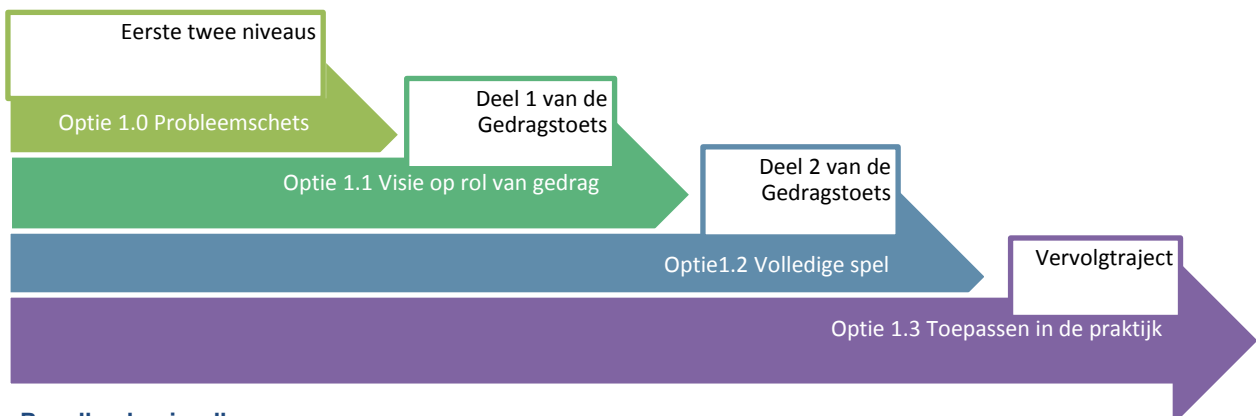 Eerste twee niveaus
Optie 1.0 Probleemschets
Deel 1 van de
Gedragstoets
Optie 1.1 Visie op rol van gedrag
Deel 2 van de
Gedragstoets
Optie1.2 Volledige spel
Vervolgtraject
Optie 1.3 Toepassen in de praktijk